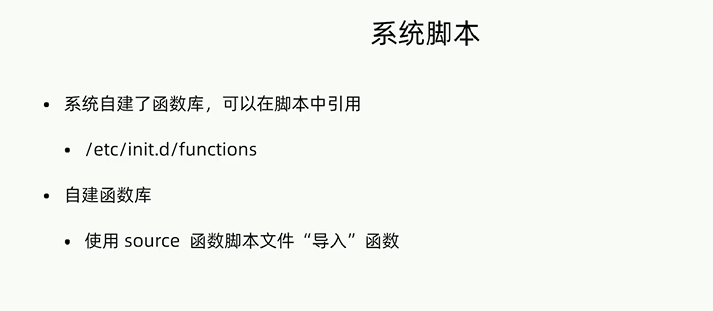 系统脚本
• 系统自建了函数库，可以在脚本中引用
• /etc/init.d/functions
• 自建函数库
• 使用 source 函数脚本文件“导入”函数